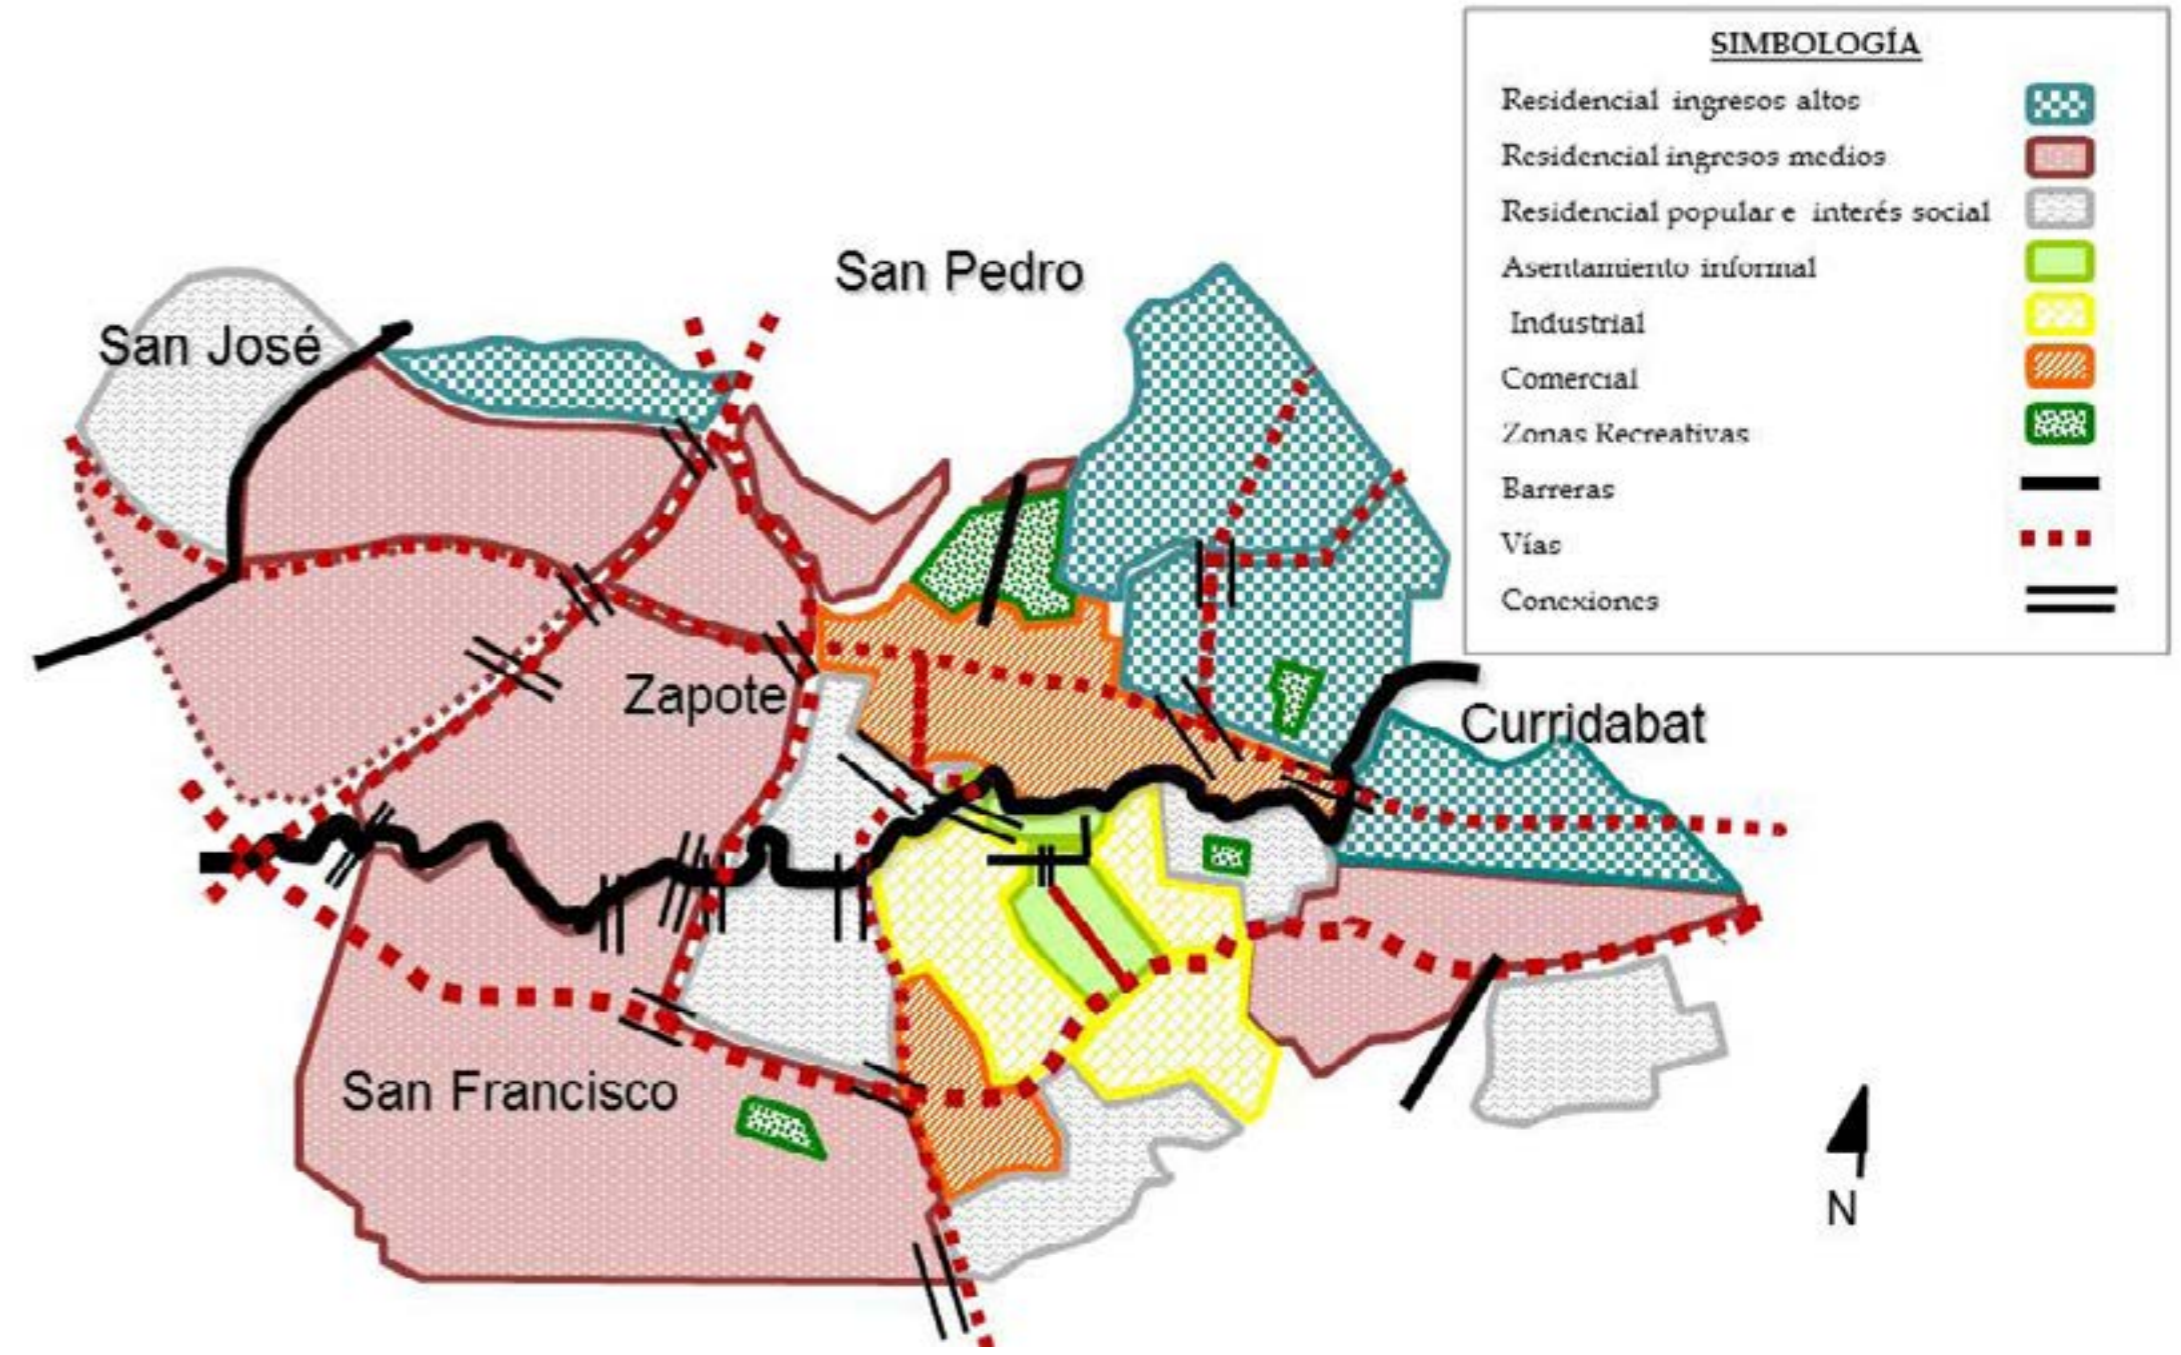 SIMBOLOGÍA
Residencial ingresos altos
Residencial ingresos medios
Residencial popular e interés social
Asentamiento informal
Industrial
Comercial
Zonas Recreativas
Barreras
Vías
Conexiones
San Pedro
San José
Zapote
Curridabat
San Francisco
N